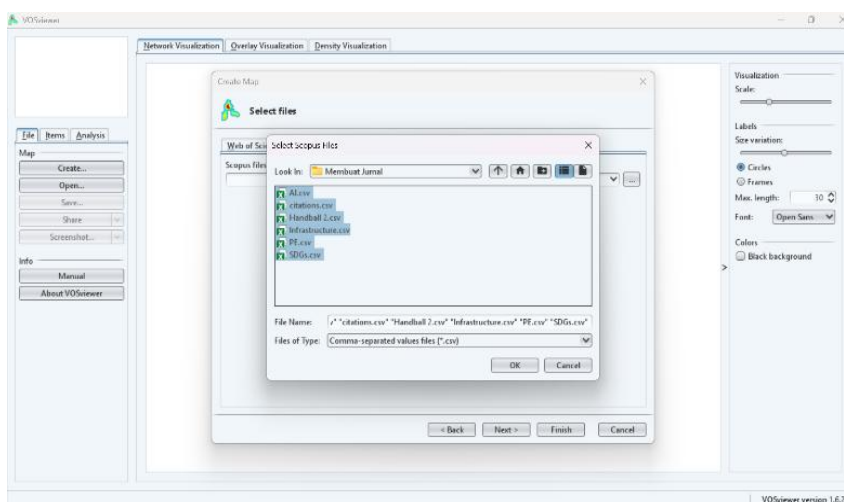 VOSviewer
Network Visualization Overlay Visualization Density Visualization
File Items Analysis
Map
Create...
Open...
Save...
Share
Screenshot...
Info
Manual
About VOSviewer
Create Map
Select files
Web of Sci
Scopus files
Select Scopus Files
Look In: Membuat Jurnal
AI.csv
citations.csv
Handball 2.csv
Infrastructure.csv
PE.csv
SDGs.csv
File Name: /" "citations.csv" "Handball 2.csv" "Infrastructure.csv" "PE.csv" "SDGs.csv"
Files of Type: Comma-separated values files (*.csv)
OK Cancel
< Back Next > Finish Cancel
Visualization
Scale:
Labels
Size variation:
Circles
Frames
Max. length: 30
Font: Open Sans
Colors
Black background
>
VOSviewer version 1.6.